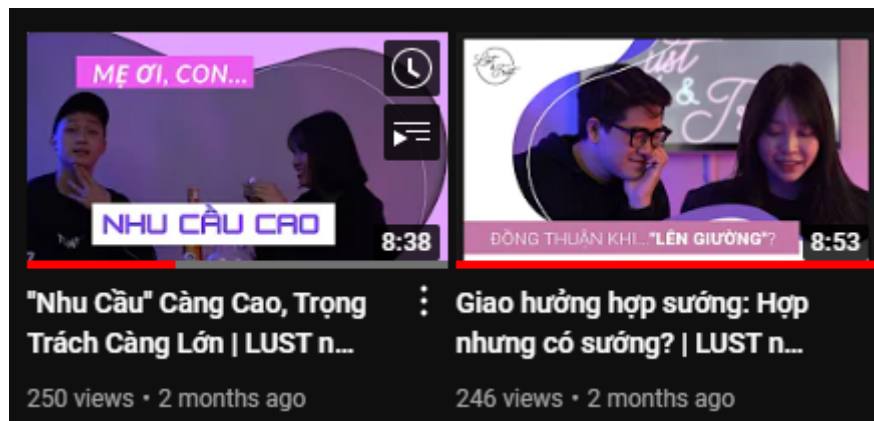 MẸ ƠI, CON...
NHU CẦU CAO
8:38
"Nhu Cầu" Càng Cao, Trọng
Trách Càng Lớn | LUST n...
250 views • 2 months ago
Lust
& Tr
ĐỒNG THUẬN KHI..."LÊN GIƯỜNG"?
8:53
Giao hưởng hợp sướng: Hợp
nhưng có sướng? | LUST n...
246 views • 2 months ago